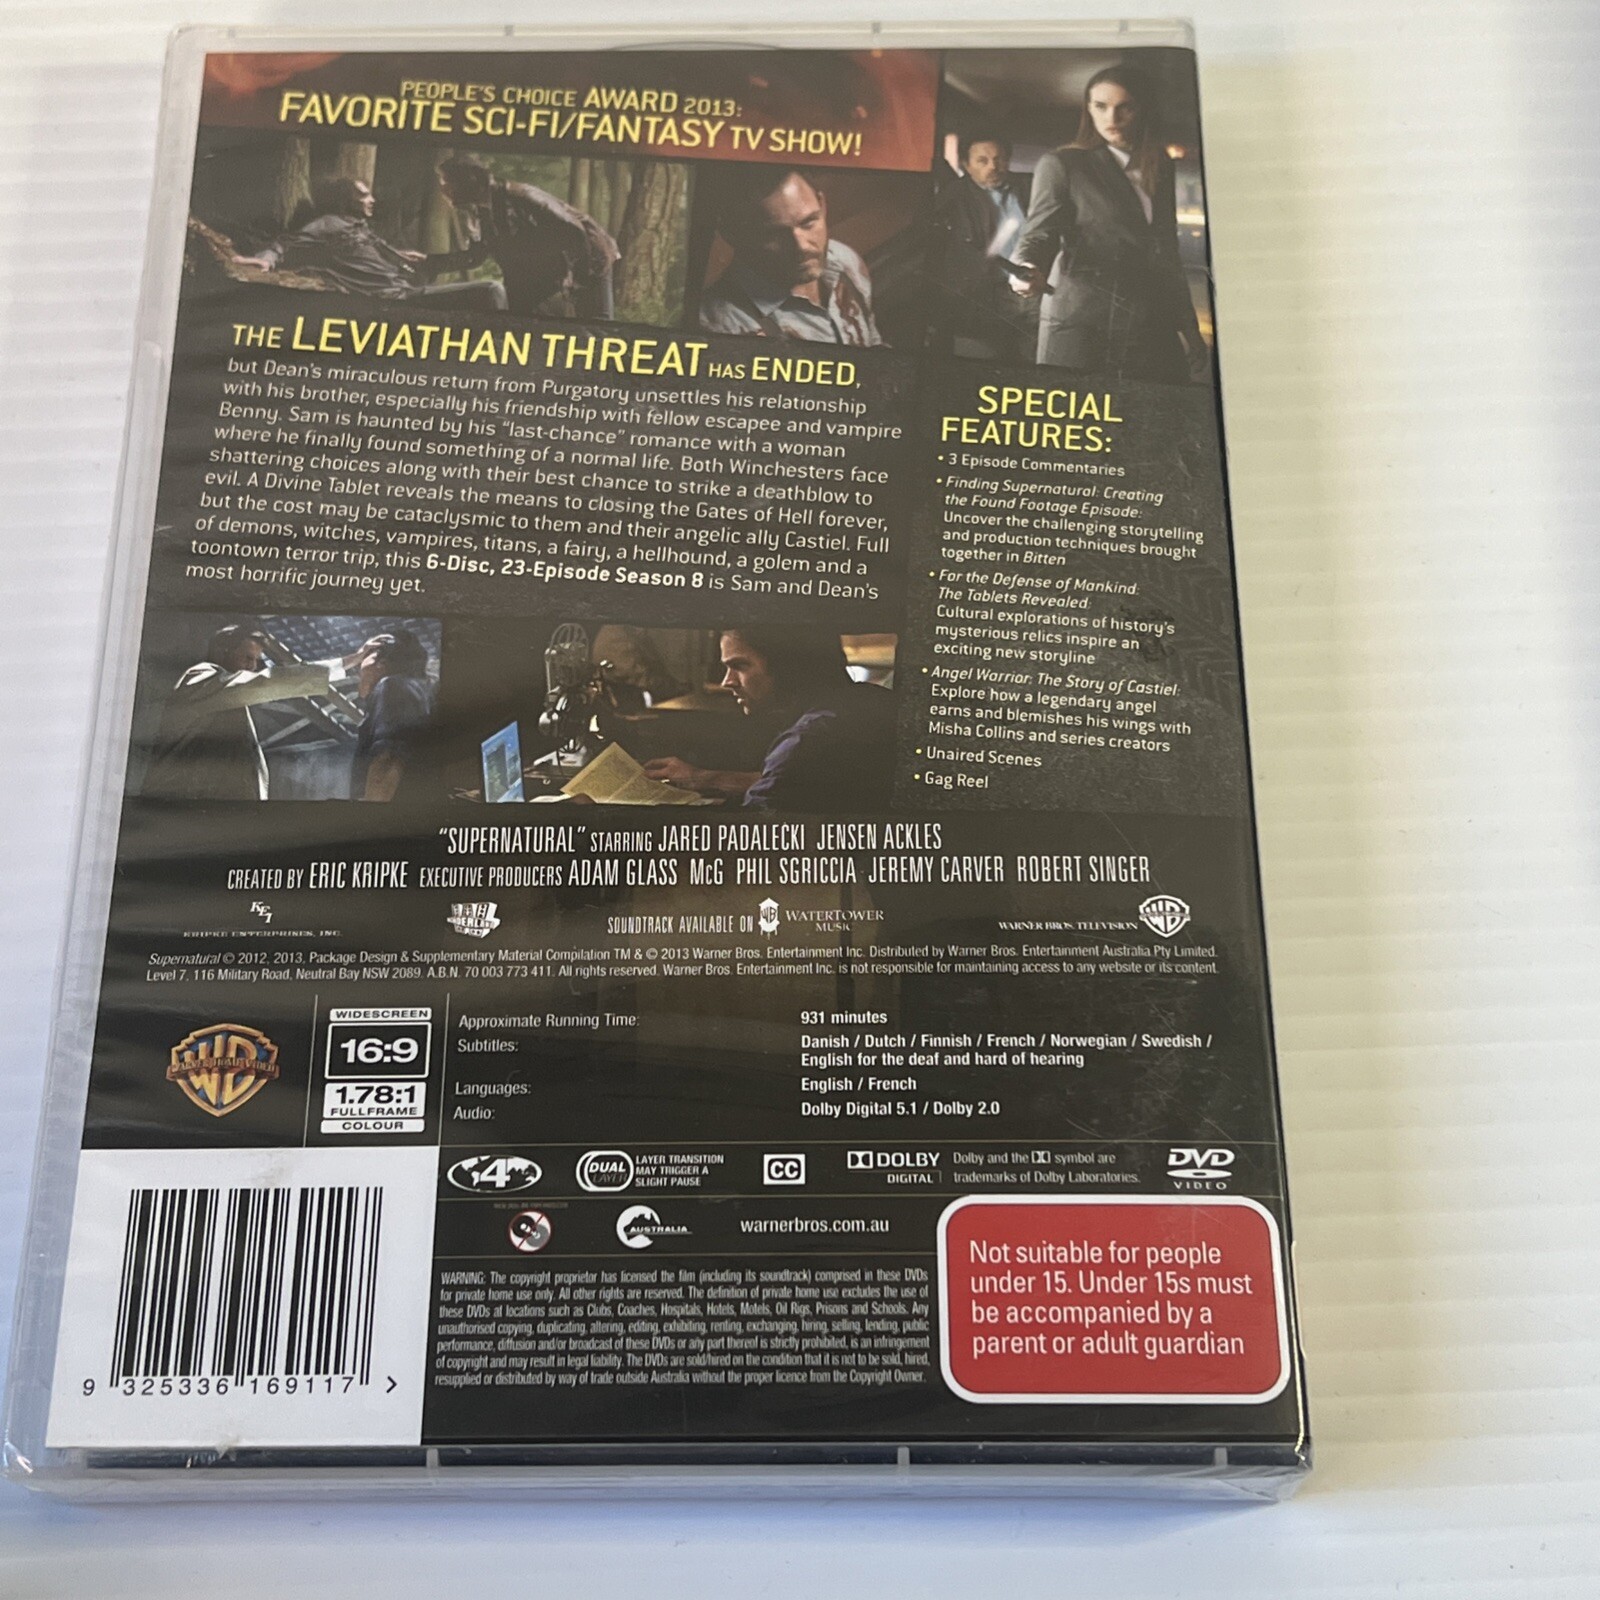 PEOPLE'S CHOICE AWARD 2013:
FAVORITE SCI-FI/FANTASY TV SHOW!
THE LEVIATHAN THREAT HAS ENDED,
but Dean's miraculous return from Purgatory unsettles his relationship
with his brother, especially his friendship with fellow escapee and vampire
Benny. Sam is haunted by his "last-chance" romance with a woman
where he finally found something of a normal life. Both Winchesters face
shattering choices along with their best chance to strike a deathblow to
evil. A Divine Tablet reveals the means to closing the Gates of Hell forever,
but the cost may be cataclysmic to them and their angelic ally Castiel. Full
of demons, witches, vampires, titans, a fairy, a hellhound, a golem and a
toontown terror trip, this 6-Disc, 23-Episode Season 8 is Sam and Dean's
most horrific journey yet.
SPECIAL
FEATURES:
• 3 Episode Commentaries
• Finding Supernatural: Creating
the Found Footage Episode:
Uncover the challenging storytelling
and production techniques brought
together in Bitten
• For the Defense of Mankind:
The Tablets Revealed:
Cultural explorations of history's
mysterious relics inspire an
exciting new storyline
• Angel Warrior: The Story of Castiel:
Explore how a legendary angel
earns and blemishes his wings with
Misha Collins and series creators
• Unaired Scenes
• Gag Reel
"SUPERNATURAL" STARRING JARED PADALECKI JENSEN ACKLES
CREATED BY ERIC KRIPKE EXECUTIVE PRODUCERS ADAM GLASS McG PHIL SGRICCIA JEREMY CARVER ROBERT SINGER
KRIPKE ENTERPRISES, INC.
SOUNDTRACK AVAILABLE ON WATERTOWER
MUSIC
WARNER BROS. TELEVISION
Supernatural © 2012, 2013, Package Design & Supplementary Material Compilation TM & © 2013 Warner Bros. Entertainment Inc. Distributed by Warner Bros. Entertainment Australia Pty Limited.
Level 7, 116 Military Road, Neutral Bay NSW 2089. A.B.N. 70 003 773 411. All rights reserved. Warner Bros. Entertainment Inc. is not responsible for maintaining access to any website or its content.
WARNER HOME VIDEO
WIDESCREEN
16:9
1.78:1
FULLFRAME
COLOUR
Approximate Running Time: 931 minutes
Subtitles: Danish / Dutch / Finnish / French / Norwegian / Swedish /
English for the deaf and hard of hearing
Languages: English / French
Audio: Dolby Digital 5.1 / Dolby 2.0
4
DUAL
LAYER
LAYER TRANSITION
MAY TRIGGER A
SLIGHT PAUSE
CC
DOLBY
DIGITAL
Dolby and the symbol are
trademarks of Dolby Laboratories.
DVD
VIDEO
AUSTRALIA
warnerbros.com.au
WARNING: The copyright proprietor has licensed the film (including its soundtrack) comprised in these DVDs
for private home use only. All other rights are reserved. The definition of private home use excludes the use of
these DVDs at locations such as Clubs, Coaches, Hospitals, Hotels, Motels, Oil Rigs, Prisons and Schools. Any
unauthorised copying, duplicating, altering, editing, exhibiting, renting, exchanging, hiring, selling, lending, public
performance, diffusion and/or broadcast of these DVDs or any part thereof is strictly prohibited, is an infringement
of copyright and may result in legal liability. The DVDs are sold/hired on the condition that it is not to be sold, hired,
resupplied or distributed by way of trade outside Australia without the proper licence from the Copyright Owner.
Not suitable for people
under 15. Under 15s must
be accompanied by a
parent or adult guardian
9 325336 169117 >